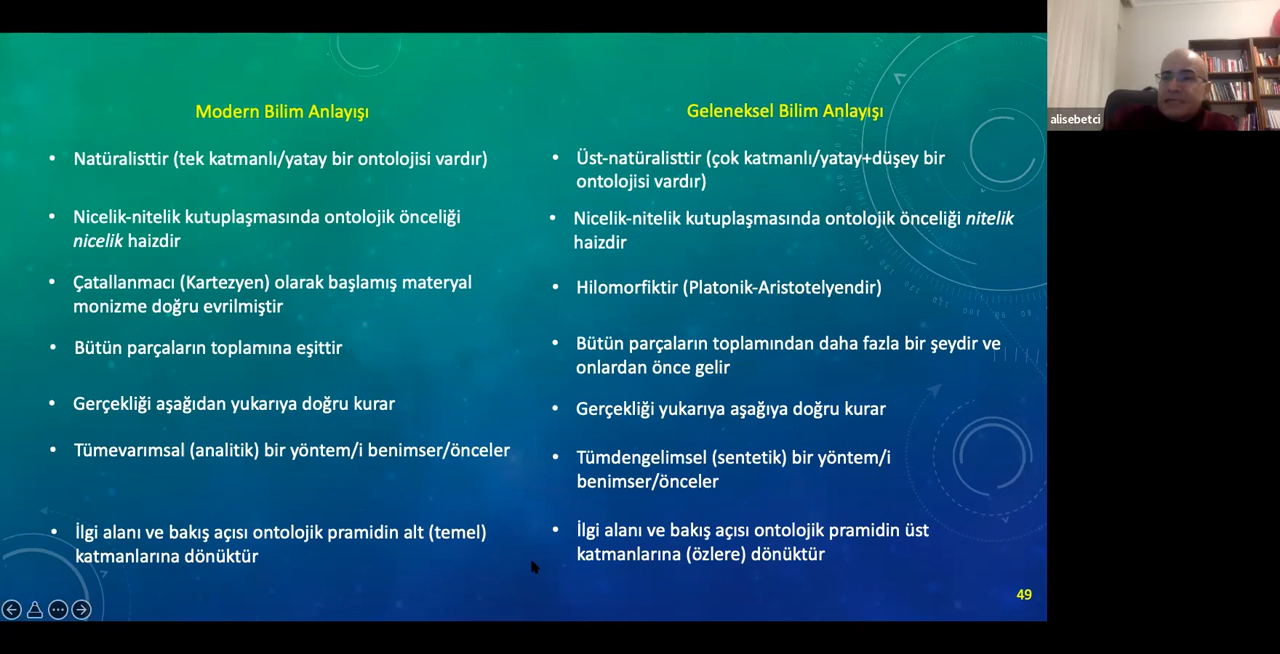 Modern Bilim Anlayışı
• Natüralisttir (tek katmanlı/yatay bir ontolojisi vardır)
• Nicelik-nitelik kutuplaşmasında ontolojik önceliği
nicelik haizdir
• Çatallanmacı (Kartezyen) olarak başlamış materyal
monizme doğru evrilmiştir
• Bütün parçaların toplamına eşittir
• Gerçekliği aşağıdan yukarıya doğru kurar
• Tümevarımsal (analitik) bir yöntem/i benimser/önceler
• İlgi alanı ve bakış açısı ontolojik pramidin alt (temel)
katmanlarına dönüktür
Geleneksel Bilim Anlayışı
• Üst-natüralisttir (çok katmanlı/yatay+düşey bir
ontolojisi vardır)
• Nicelik-nitelik kutuplaşmasında ontolojik önceliği nitelik
haizdir
• Hilomorfiktir (Platonik-Aristotelyendir)
• Bütün parçaların toplamından daha fazla bir şeydir ve
onlardan önce gelir
• Gerçekliği yukarıya aşağıya doğru kurar
• Tümdengelimsel (sentetik) bir yöntem/i
benimser/önceler
• İlgi alanı ve bakış açısı ontolojik pramidin üst
katmanlarına (özlere) dönüktür
49
alisebetci